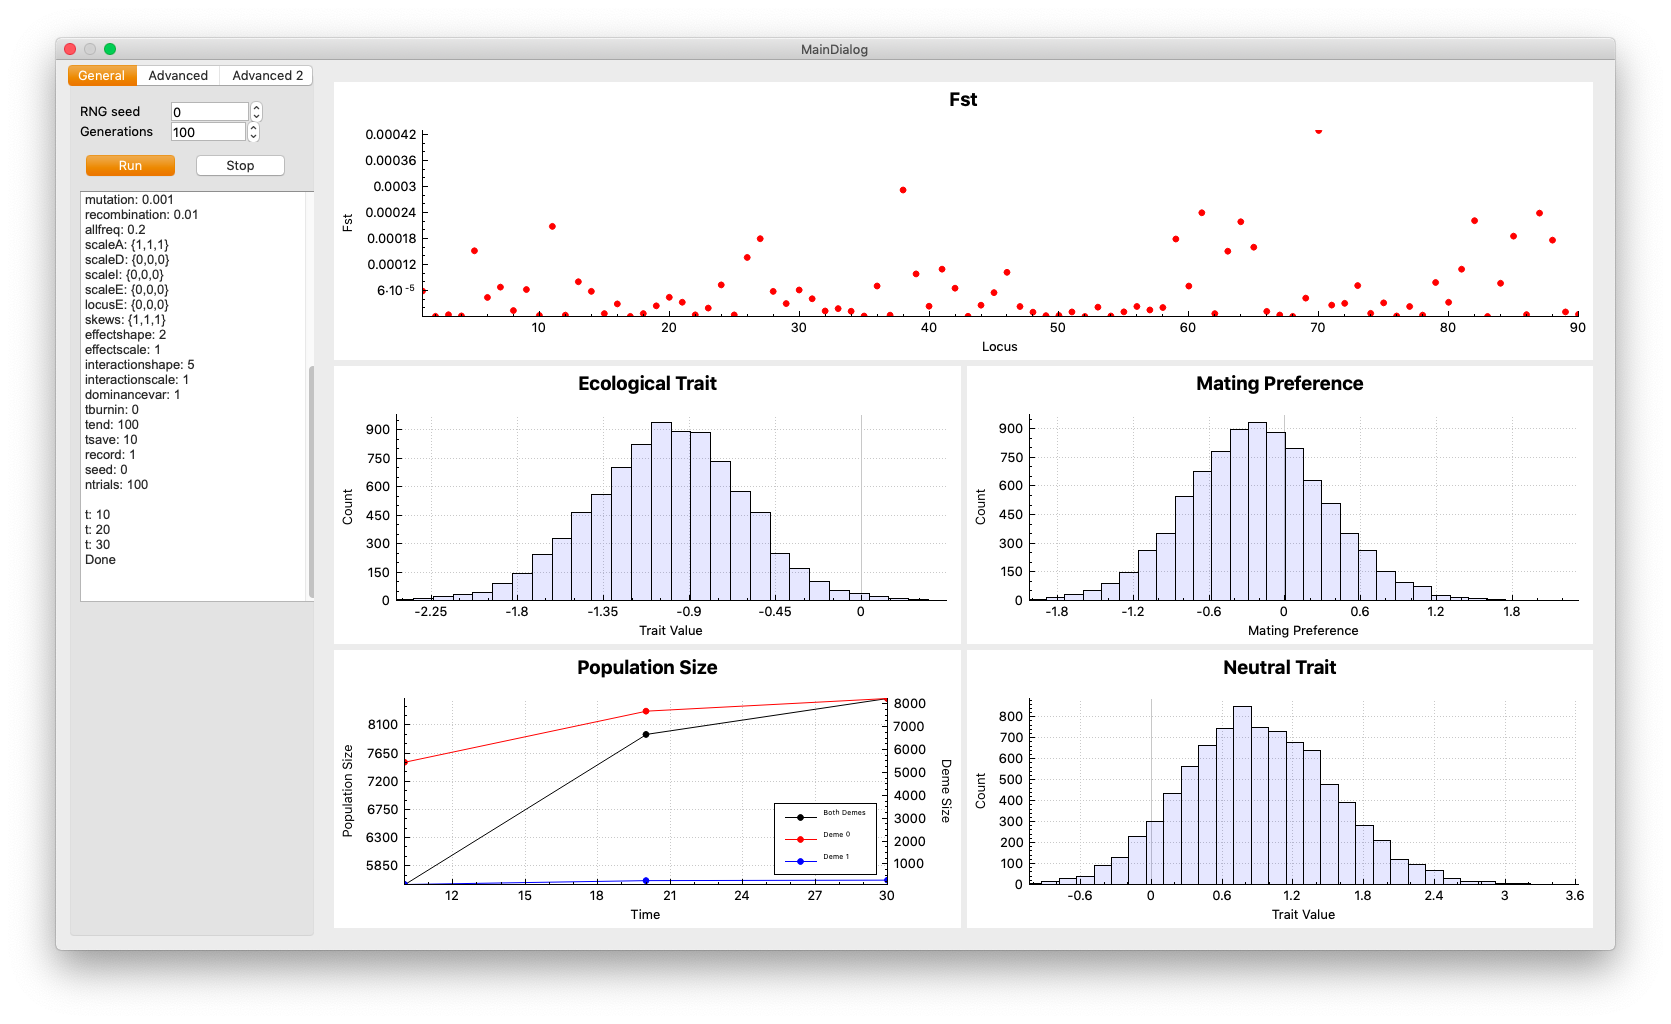 MainDialog
General Advanced Advanced 2
RNG seed 0
Generations 100
Run Stop
mutation: 0.001
recombination: 0.01
allfreq: 0.2
scaleA: {1,1,1}
scaleD: {0,0,0}
scaleI: {0,0,0}
scaleE: {0,0,0}
locusE: {0,0,0}
skews: {1,1,1}
effectshape: 2
effectscale: 1
interactionshape: 5
interactionscale: 1
dominancevar: 1
tburnin: 0
tend: 100
tsave: 10
record: 1
seed: 0
ntrials: 100
t: 10
t: 20
t: 30
Done
Fst
Fst
0.00042
0.00036
0.0003
0.00024
0.00018
0.00012
6·10⁻⁵
10 20 30 40 50 60 70 80 90
Locus
Ecological Trait
Count
900
750
600
450
300
150
0
-2.25 -1.8 -1.35 -0.9 -0.45 0
Trait Value
Mating Preference
Count
900
750
600
450
300
150
0
-1.8 -1.2 -0.6 0 0.6 1.2 1.8
Mating Preference
Population Size
Population Size
8100
7650
7200
6750
6300
5850
12 15 18 21 24 27 30
Time
8000
7000
6000
5000
4000
3000
2000
1000
Deme Size
Both Demes
Deme 0
Deme 1
Neutral Trait
Count
800
700
600
500
400
300
200
100
0
-0.6 0 0.6 1.2 1.8 2.4 3 3.6
Trait Value